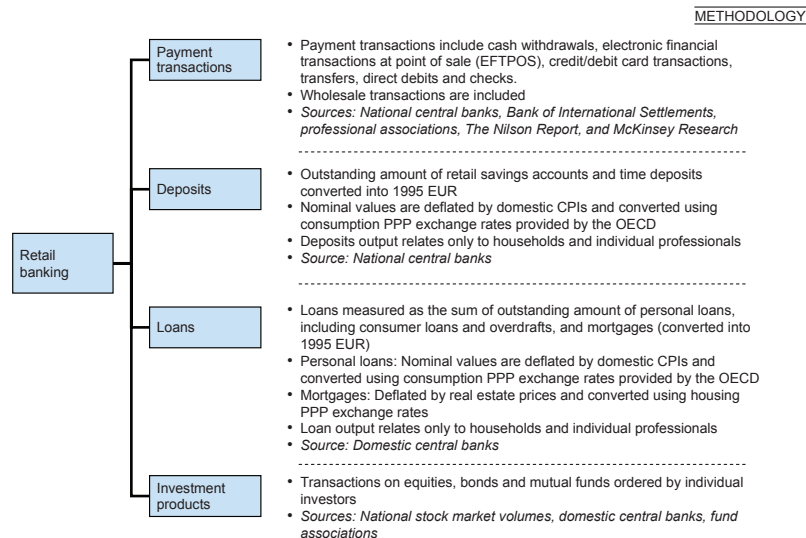 METHODOLOGY
Retail
banking
Payment
transactions
• Payment transactions include cash withdrawals, electronic financial
transactions at point of sale (EFTPOS), credit/debit card transactions,
transfers, direct debits and checks.
• Wholesale transactions are included
• Sources: National central banks, Bank of International Settlements,
professional associations, The Nilson Report, and McKinsey Research
Deposits
• Outstanding amount of retail savings accounts and time deposits
converted into 1995 EUR
• Nominal values are deflated by domestic CPIs and converted using
consumption PPP exchange rates provided by the OECD
• Deposits output relates only to households and individual professionals
• Source: National central banks
Loans
• Loans measured as the sum of outstanding amount of personal loans,
including consumer loans and overdrafts, and mortgages (converted into
1995 EUR)
• Personal loans: Nominal values are deflated by domestic CPIs and
converted using consumption PPP exchange rates provided by the OECD
• Mortgages: Deflated by real estate prices and converted using housing
PPP exchange rates
• Loan output relates only to households and individual professionals
• Source: Domestic central banks
Investment
products
• Transactions on equities, bonds and mutual funds ordered by individual
investors
• Sources: National stock market volumes, domestic central banks, fund
associations